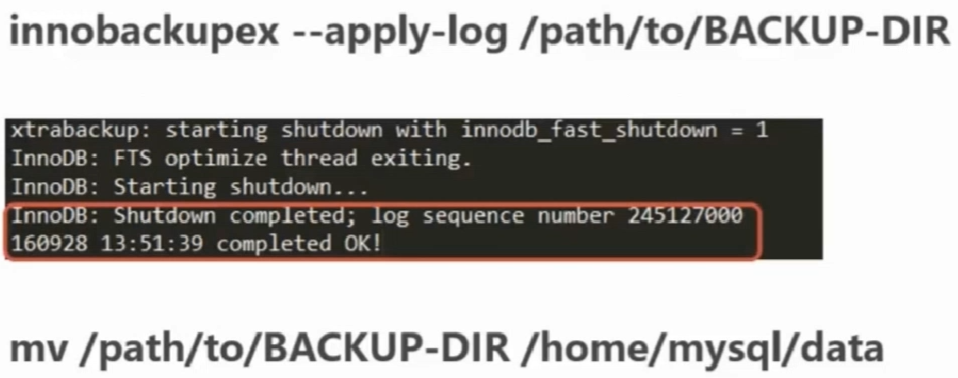 innobackupex --apply-log /path/to/BACKUP-DIR
xtrabackup: starting shutdown with innodb_fast_shutdown = 1
InnoDB: FTS optimize thread exiting.
InnoDB: Starting shutdown...
InnoDB: Shutdown completed; log sequence number 245127000
160928 13:51:39 completed OK!
mv /path/to/BACKUP-DIR /home/mysql/data